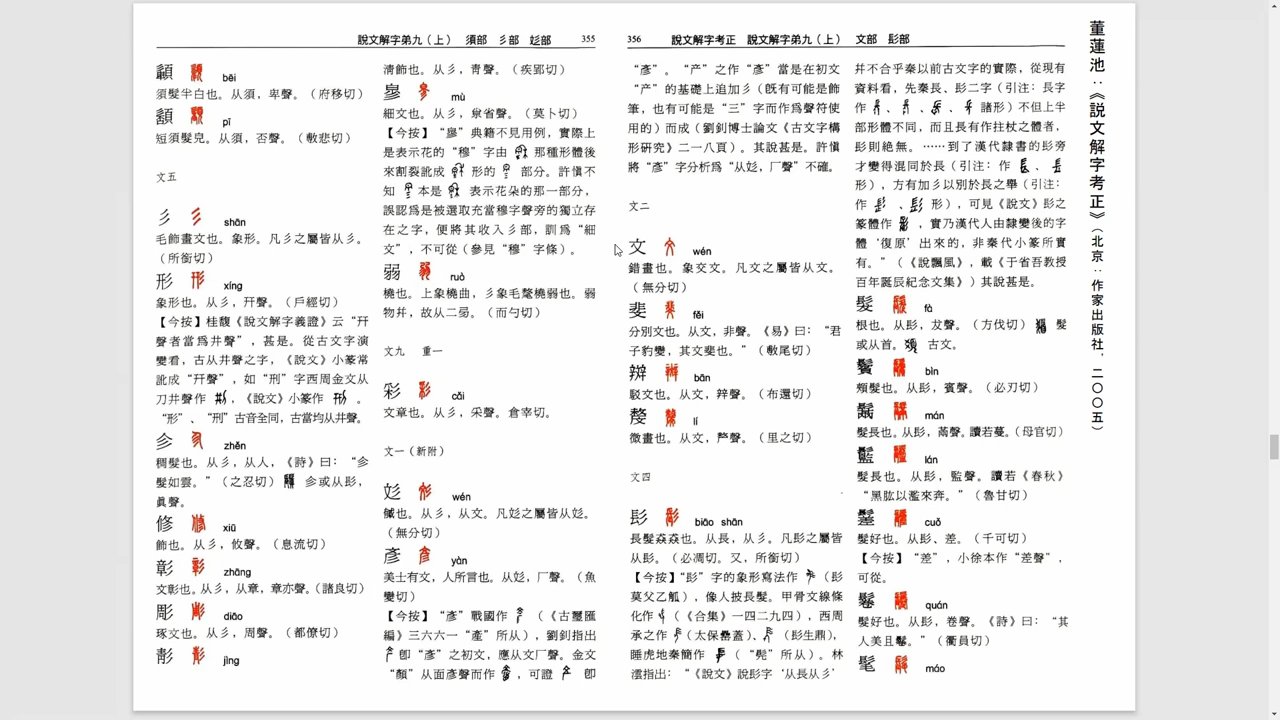 說文解字弟九（上） 須部 彡部 彣部 355
䫌 bēi
須髮半白也。从須，卑聲。（府移切）
䫠 pī
短須髮皃。从須，否聲。（敷悲切）
文五
彡 shān
毛飾畫文也。象形。凡彡之屬皆从彡。
（所銜切）
形 xíng
象形也。从彡，幵聲。（戶經切）
【今按】桂馥《說文解字義證》云“幵
聲者當爲井聲”，甚是。從古文字演
變看，古从井聲之字，《說文》小篆常
訛成“幵聲”，如“刑”字西周金文从
刀井聲作 ，《說文》小篆作 。
“形”、“刑”古音全同，古當均从井聲。
㐱 zhěn
稠髮也。从彡，从人，《詩》曰：“㐱
髮如雲。”（之忍切） 㐱或从髟，
眞聲。
修 xiū
飾也。从彡，攸聲。（息流切）
彰 zhāng
文彰也。从彡，从章，章亦聲。（諸良切）
彫 diāo
琢文也。从彡，周聲。（都僚切）
彭 jìng
清飾也。从彡，青聲。（疾郢切）
㣎 mù
細文也。从彡，㡭省聲。（莫卜切）
【今按】“㣎”典籍不見用例，實際上
是表示花的“穆”字由 那種形體後
來割裂訛成 形的 部分。許愼不
知 本是 表示花朵的那一部分，
誤認爲是被選取充當穆字聲旁的獨立存
在之字，便將其收入彡部，訓爲“細
文”，不可從（參見“穆”字條）。
弱 ruò
橈也。上象橈曲，彡象毛氂橈弱也。弱
物幷，故从二㢱。（而勺切）
文九 重一
彩 cǎi
文章也。从彡，采聲。倉宰切。
文一（新附）
彣 wén
䤷也。从彡，从文。凡彣之屬皆从彣。
（無分切）
彥 yàn
美士有文，人所言也。从彣，厂聲。（魚
變切）
【今按】“彥”戰國作 （《古璽匯
編》三六六一“產”所从），劉釗指出
 卽“彥”之初文，應从文厂聲。金文
“顏”从面彥聲而作 ，可證 卽
356 說文解字考正 說文解字弟九（上） 文部 髟部
“彥”。“产”之作“彥”當是在初文
“产”的基礎上追加彡（旣有可能是飾
筆，也有可能是“三”字而作爲聲符使
用的）而成（劉釗博士論文《古文字構
形硏究》二一八頁）。其說甚是。許愼
將“彥”字分析爲“从彣，厂聲”不確。
文二
文 wén
錯畫也。象交文。凡文之屬皆从文。
（無分切）
斐 fěi
分別文也。从文，非聲。《易》曰：“君
子豹變，其文斐也。”（敷尾切）
辬 bān
駁文也。从文，辡聲。（布還切）
斄 lí
微畫也。从文，𠩺聲。（里之切）
文四
髟 biāo shān
長髮猋猋也。从長，从彡。凡髟之屬皆
从髟。（必凋切。又，所銜切）
【今按】“髟”字的象形寫法作 （髟
莫父乙觚），像人披長髮。甲骨文線條
化作 （《合集》一四二九四），西周
承之作 （太保罍蓋）、 （髟生鼎），
睡虎地秦簡作 （“髡”所从）。林
澐指出：“《說文》說髟字‘从長从彡’
幷不合乎秦以前古文字的實際，從現有
資料看，先秦長、髟二字（引注：長字
作 、 、 、 諸形）不但上半
部形體不同，而且長有作拄杖之體者，
髟則絶無。……到了漢代隸書的髟旁
才變得混同於長（引注：作 、
形），方有加彡以別於長之舉（引注：
作 、 形），可見《說文》髟之
篆體作 ，實乃漢代人由隸變後的字
體‘復原’出來的，非秦代小篆所實
有。”（《說飄風》，載《于省吾教授
百年誕辰紀念文集》）其說甚是。
髮 fà
根也。从髟，犮聲。（方伐切） 髮
或从首。 古文。
鬢 bìn
頰髮也。从髟，賓聲。（必刃切）
鬗 mán
髮長也。从髟，㒼聲。讀若蔓。（母官切）
鬛 lán
髮長也。从髟，監聲。讀若《春秋》
“黑肱以濫來奔。”（魯甘切）
髊 cuǒ
髮好也。从髟、差。（千可切）
【今按】“差”，小徐本作“差聲”，
可從。
鬈 quán
髮好也。从髟，卷聲。《詩》曰：“其
人美且鬈。”（衢員切）
髦 máo
董蓮池：《說文解字考正》（北京：作家出版社，二〇〇五）